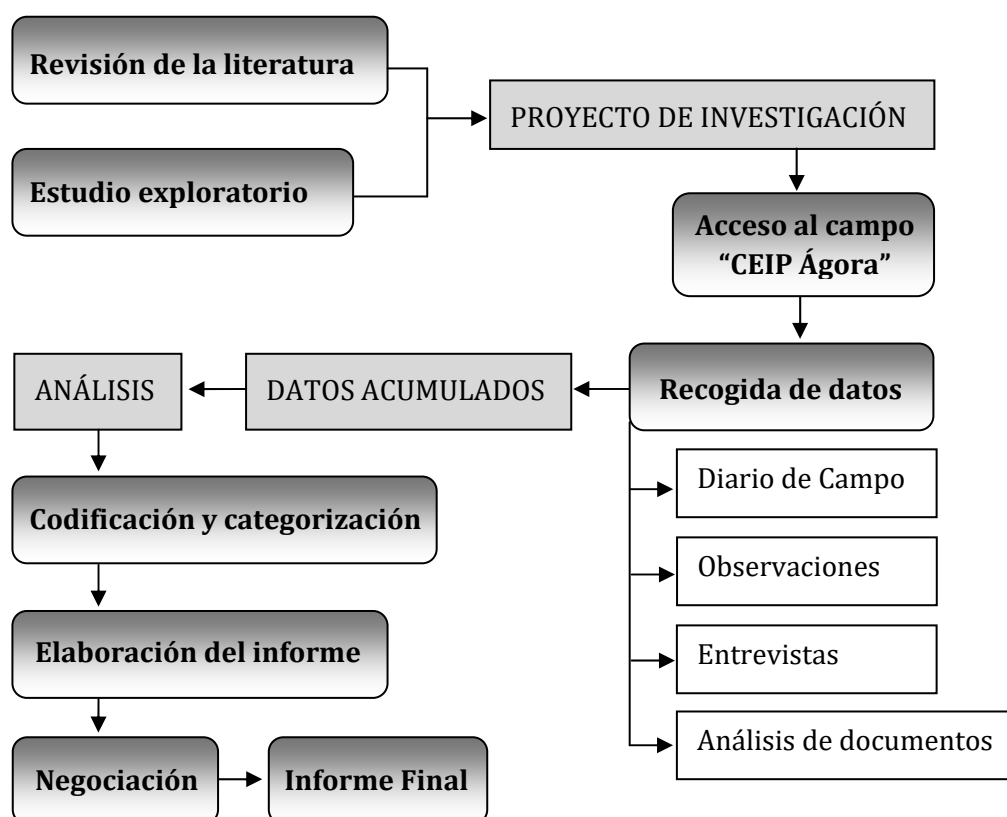 Revisión de la literatura
PROYECTO DE INVESTIGACIÓN
Estudio exploratorio
Acceso al campo
“CEIP Ágora”
Recogida de datos
DATOS ACUMULADOS
ANÁLISIS
Diario de Campo
Observaciones
Entrevistas
Análisis de documentos
Codificación y categorización
Elaboración del informe
Negociación
Informe Final